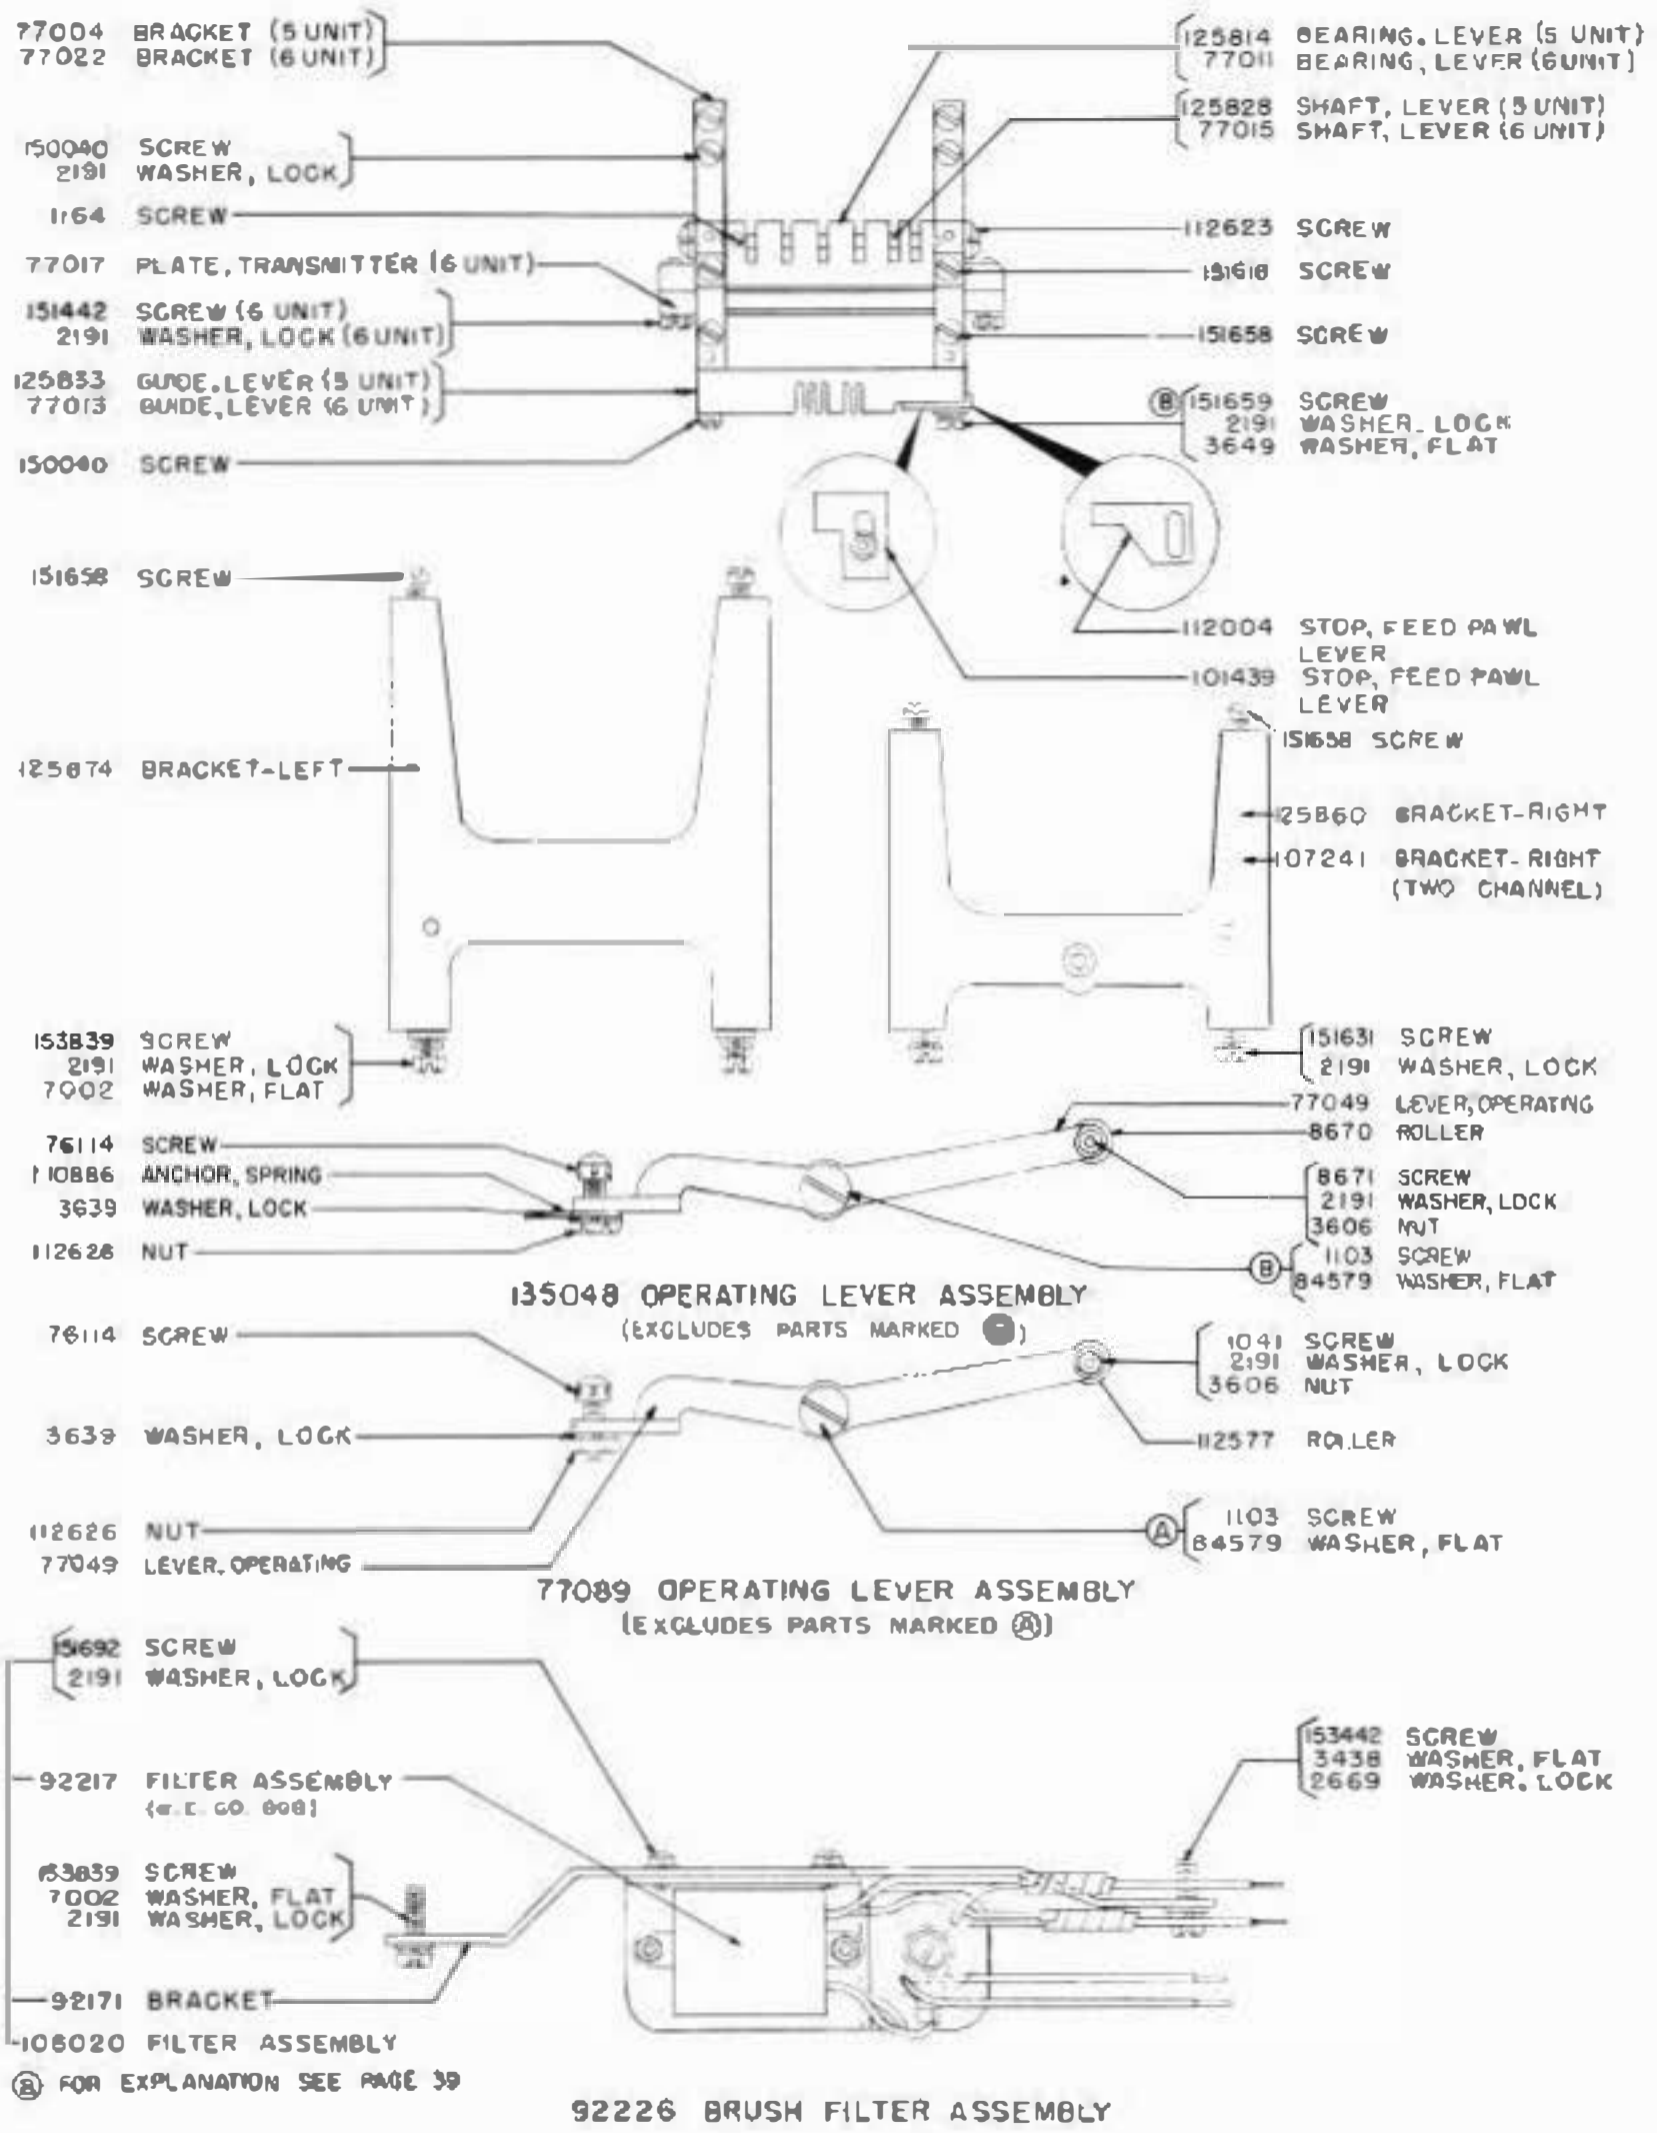 77004 BRACKET (5 UNIT)
77022 BRACKET (6 UNIT)
150040 SCREW
2191 WASHER, LOCK
1164 SCREW
77017 PLATE, TRANSMITTER (6 UNIT)
151442 SCREW (6 UNIT)
2191 WASHER, LOCK (6 UNIT)
125833 GUIDE, LEVER (5 UNIT)
77013 GUIDE, LEVER (6 UNIT)
150040 SCREW
125814 BEARING, LEVER (5 UNIT)
77011 BEARING, LEVER (6 UNIT)
125828 SHAFT, LEVER (5 UNIT)
77015 SHAFT, LEVER (6 UNIT)
112623 SCREW
151618 SCREW
151658 SCREW
B 151659 SCREW
2191 WASHER, LOCK
3649 WASHER, FLAT
112004 STOP, FEED PAWL
LEVER
101439 STOP, FEED PAWL
LEVER
151658 SCREW
151658 SCREW
125874 BRACKET-LEFT
125860 BRACKET-RIGHT
107241 BRACKET-RIGHT
(TWO CHANNEL)
153839 SCREW
2191 WASHER, LOCK
7002 WASHER, FLAT
151631 SCREW
2191 WASHER, LOCK
76114 SCREW
110886 ANCHOR, SPRING
3639 WASHER, LOCK
112626 NUT
77049 LEVER, OPERATING
8670 ROLLER
8671 SCREW
2191 WASHER, LOCK
3606 NUT
B 1103 SCREW
84579 WASHER, FLAT
135048 OPERATING LEVER ASSEMBLY
(EXCLUDES PARTS MARKED )
76114 SCREW
3639 WASHER, LOCK
112626 NUT
77049 LEVER, OPERATING
1041 SCREW
2191 WASHER, LOCK
3606 NUT
112577 ROLLER
A 1103 SCREW
84579 WASHER, FLAT
77089 OPERATING LEVER ASSEMBLY
(EXCLUDES PARTS MARKED A)
151692 SCREW
2191 WASHER, LOCK
92217 FILTER ASSEMBLY
153839 SCREW
7002 WASHER, FLAT
2191 WASHER, LOCK
92171 BRACKET
FILTER ASSEMBLY
B FOR EXPLANATION SEE PAGE 39
153442 SCREW
3438 WASHER, FLAT
2669 WASHER, LOCK
92226 BRUSH FILTER ASSEMBLY